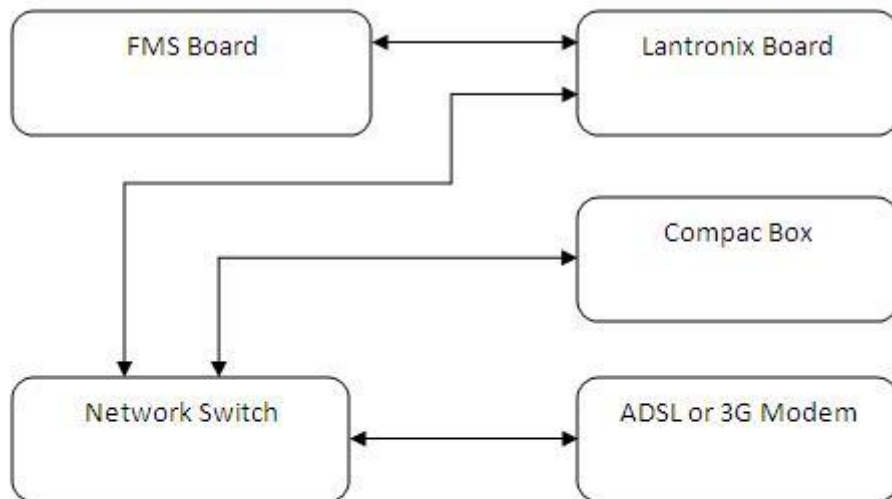 FMS Board
Lantronix Board
Compac Box
Network Switch
ADSL or 3G Modem